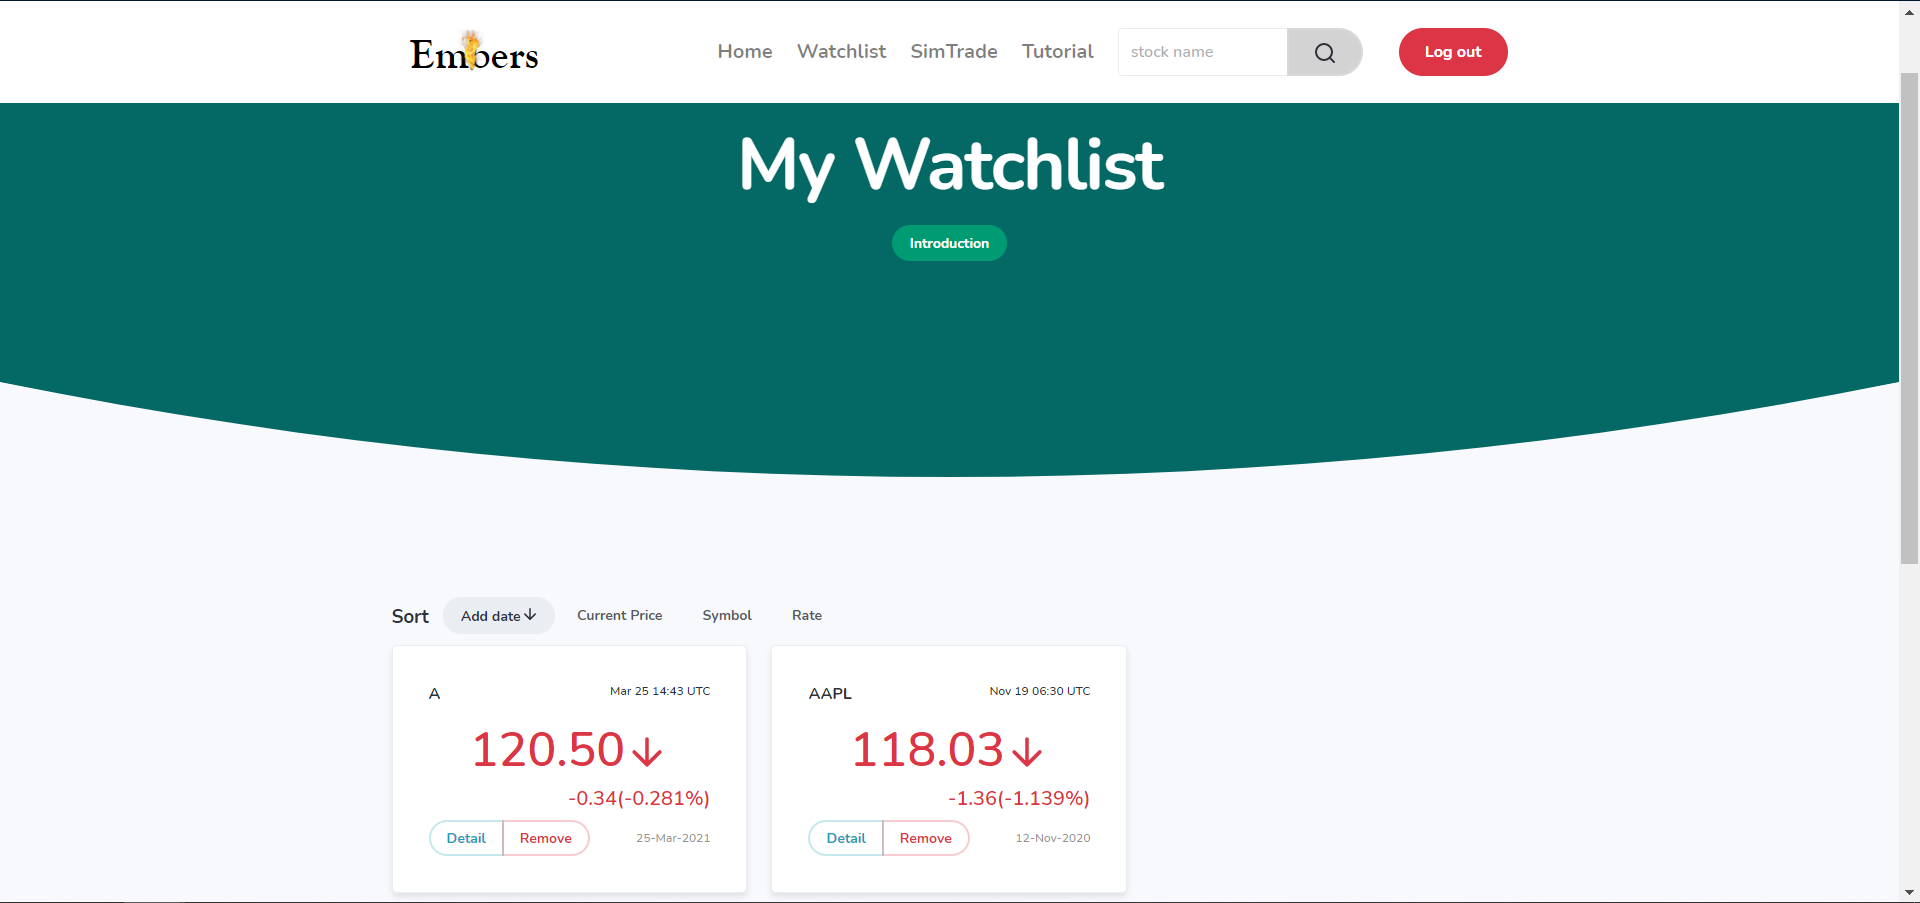 Embers
Home Watchlist SimTrade Tutorial stock name Log out
My Watchlist
Introduction
Sort Add date Current Price Symbol Rate
A Mar 25 14:43 UTC
120.50
-0.34(-0.281%)
Detail Remove 25-Mar-2021
AAPL Nov 19 06:30 UTC
118.03
-1.36(-1.139%)
Detail Remove 12-Nov-2020